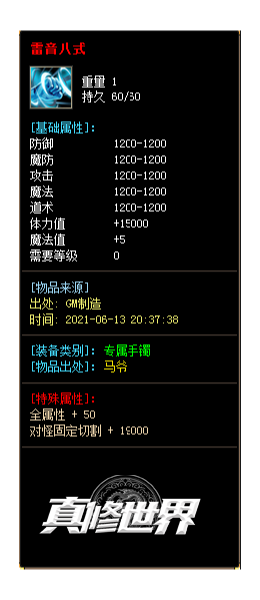 雷音八式
重量 1
持久 60/60
[基础属性]:
防御 1200-1200
魔防 1200-1200
攻击 1200-1200
魔法 1200-1200
道术 1200-1200
体力值 +15000
魔法值 +5
需要等级 0
[物品来源]
出处: GM制造
时间: 2021-06-13 20:37:38
[装备类别]: 专属手镯
[物品出处]: 马爷
[特殊属性]:
全属性 + 50
对怪固定切割 + 15000
真修世界